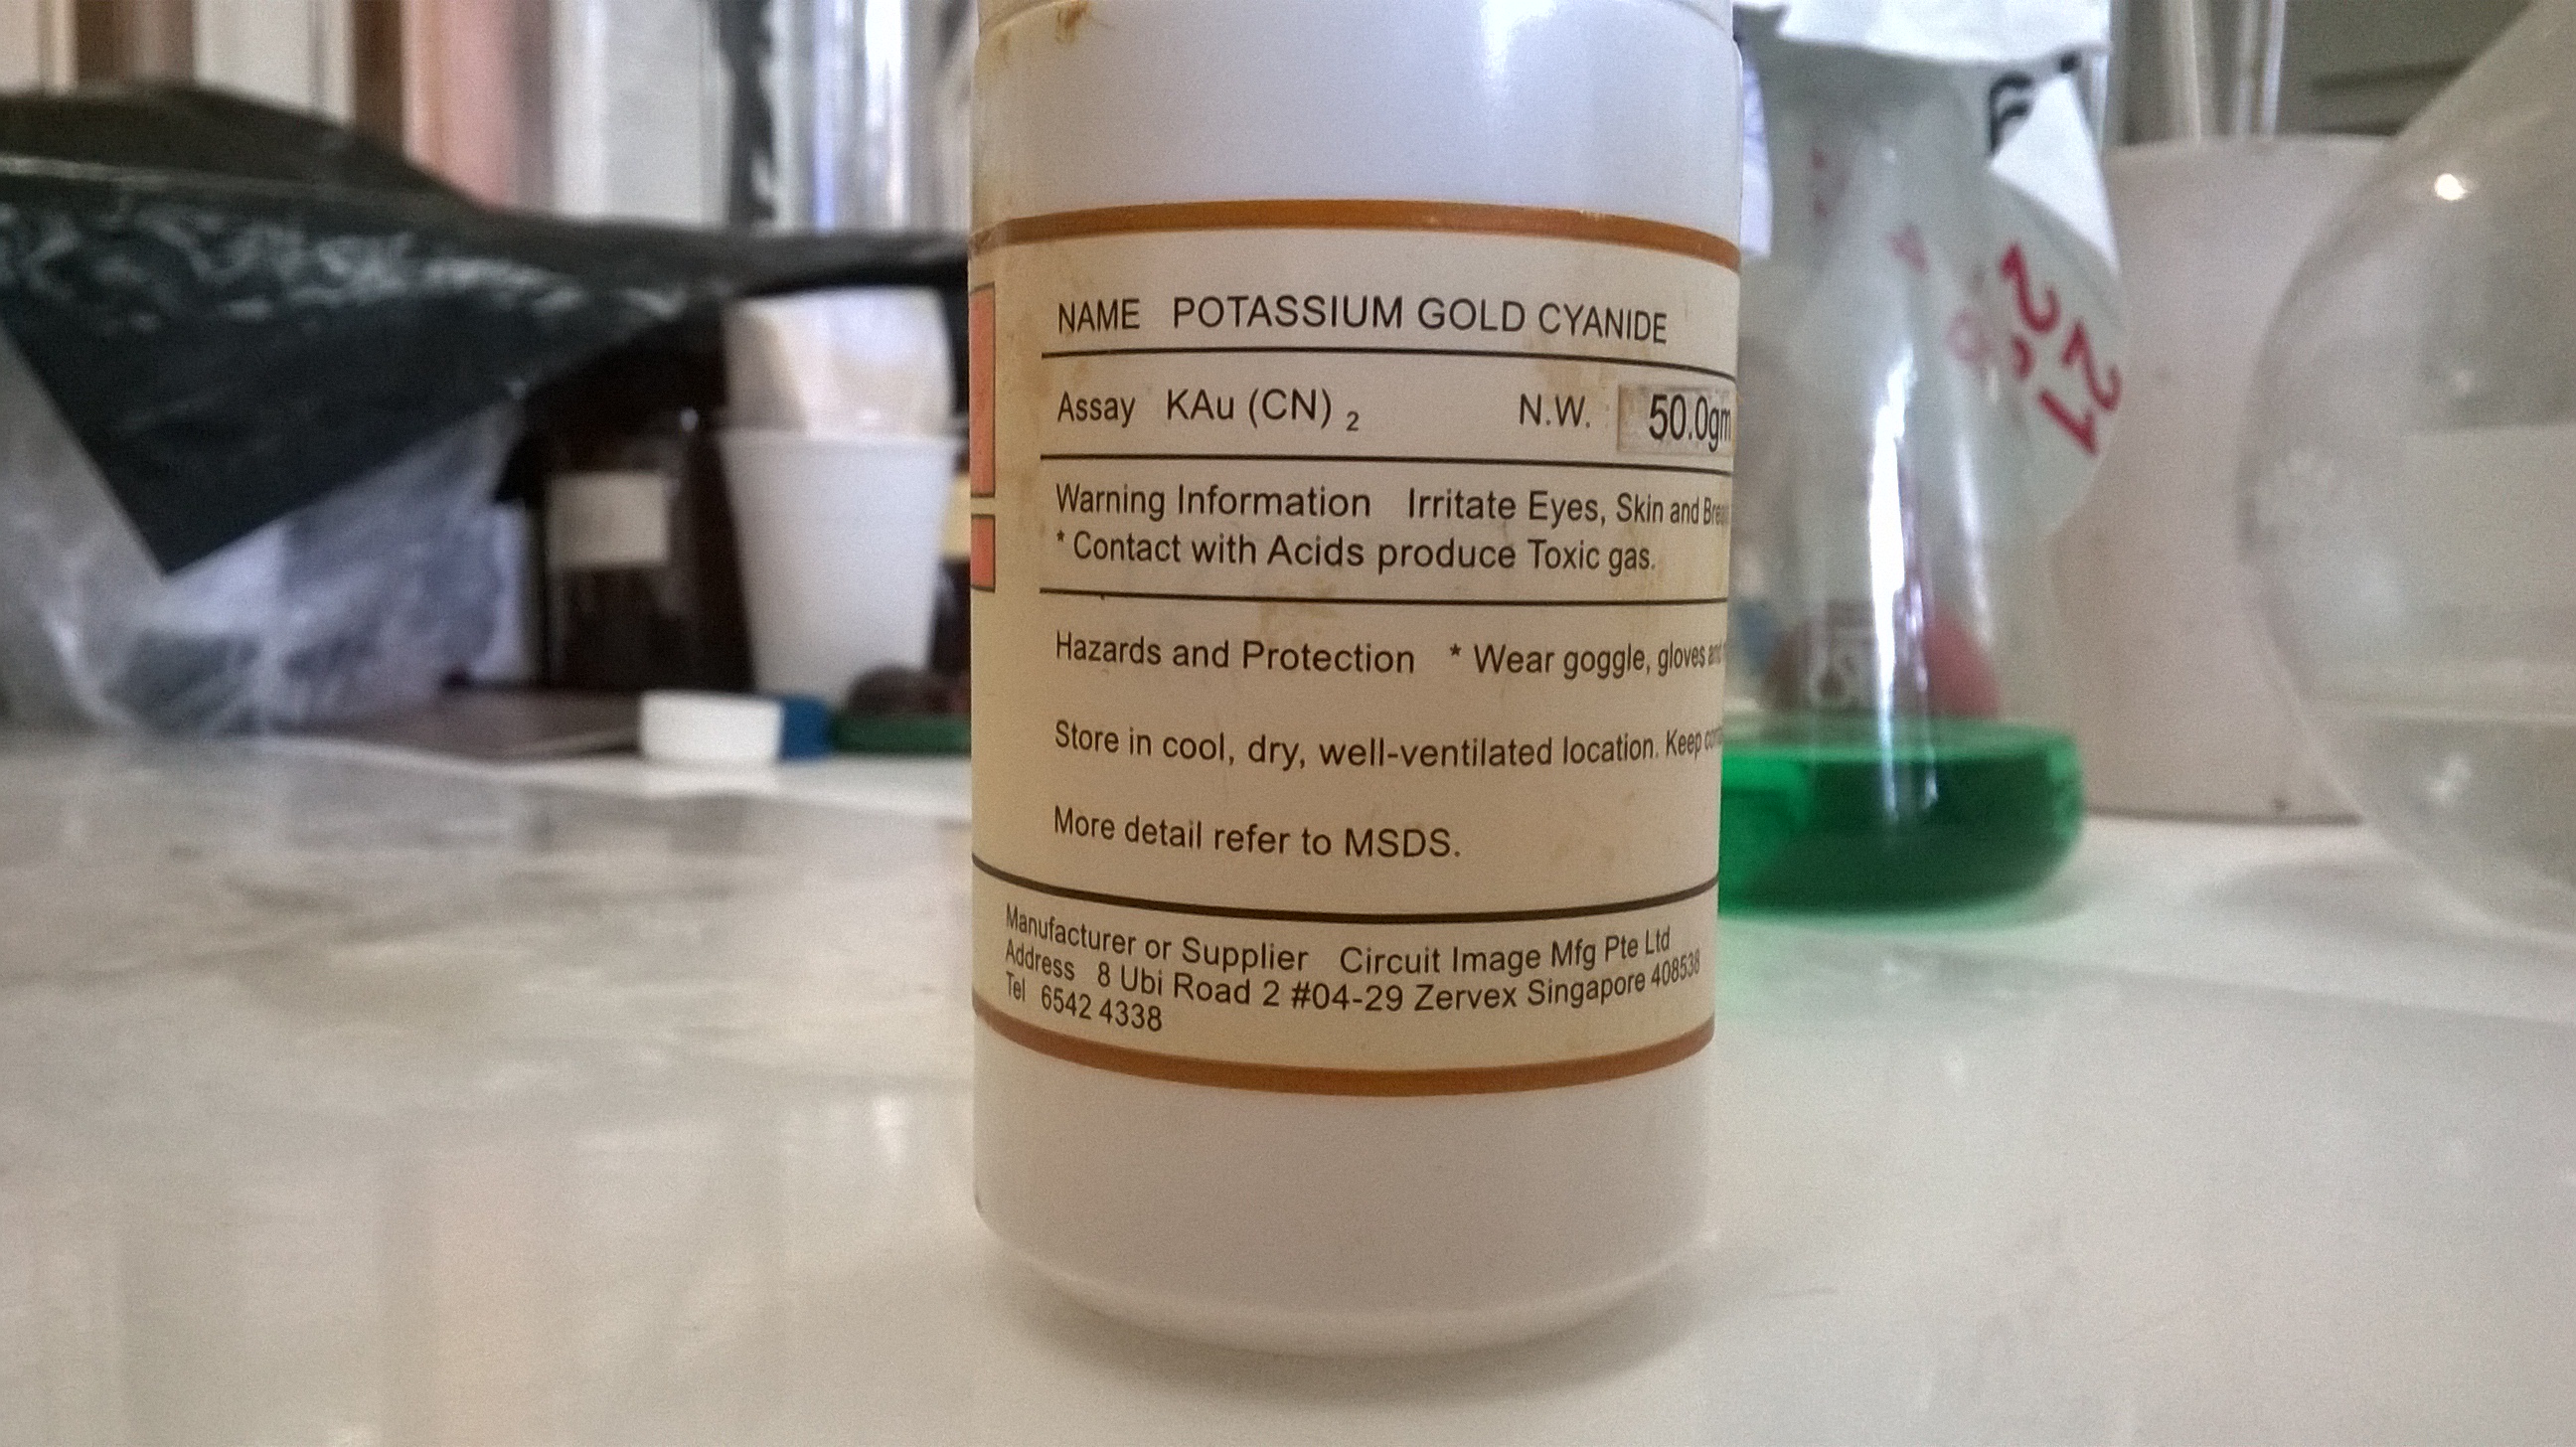 NAME POTASSIUM GOLD CYANIDE
Assay KAu (CN) 2 N.W. 50.0gm
Warning Information Irritate Eyes, Skin and
* Contact with Acids produce Toxic gas.
Hazards and Protection * Wear goggle, gloves and
Store in cool, dry, well-ventilated location. Keep
More detail refer to MSDS.
Manufacturer or Supplier Circuit Image Mfg Pte Ltd
Address 8 Ubi Road 2 #04-29 Zervex Singapore 408538
Tel 6542 4338